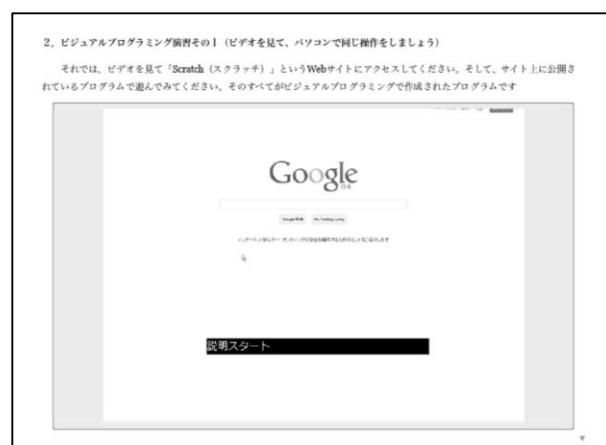 2．ビジュアルプログラミング演習その1（ビデオを見て、パソコンで同じ操作をしましょう）
それでは、ビデオを見て「Scratch（スクラッチ）」というWebサイトにアクセスしてください。そして、サイト上に公開さ
れているプログラムで遊んでみてください。そのすべてがビジュアルプログラミングで作成されたプログラムです
Google
日本
Google 検索 I'm Feeling Lucky
説明スタート